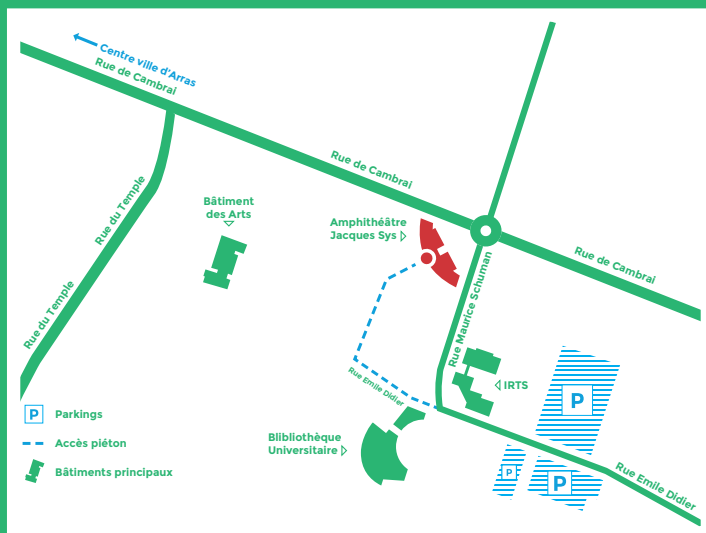 Centre ville d'Arras
Rue de Cambrai
Rue de Cambrai
Rue du Temple
Bâtiment
des Arts
Amphithéâtre
Jacques Sys
Rue de Cambrai
Rue Maurice Schuman
Rue du Temple
Rue Emile Didier
IRTS
P
P
Parkings
Accès piéton
Blibliothèque
Universitaire
Bâtiments principaux
P
P
Rue Emile Didier